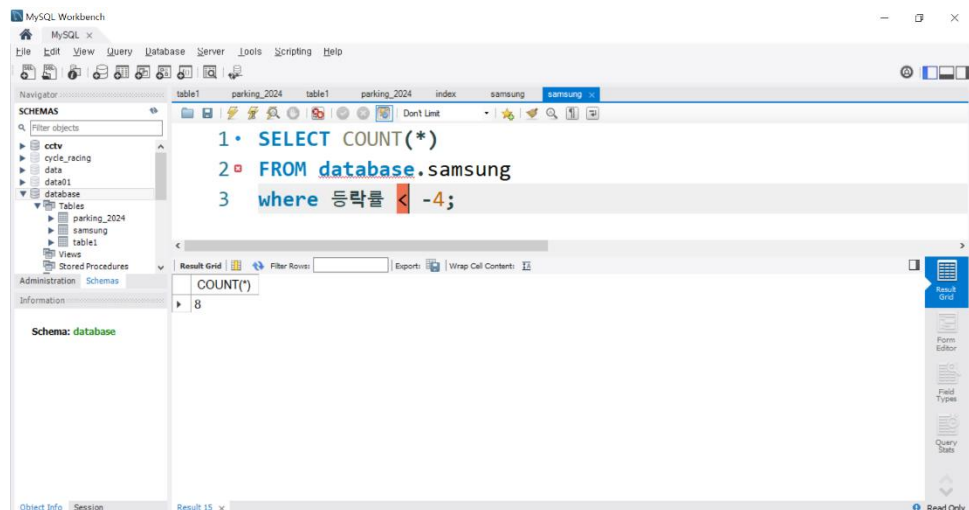 MySQL Workbench
MySQL ×
File Edit View Query Database Server Tools Scripting Help
Navigator
table1 parking_2024 table1 parking_2024 index samsung samsung ×
SCHEMAS
Filter objects
Don't Limit
cctv
cycle_racing
data
data01
database
Tables
parking_2024
samsung
table1
Views
Stored Procedures
1 SELECT COUNT(*)
2 FROM database.samsung
3 where 등락률 < -4;
Administration Schemas
Result Grid Filter Rows: Export: Wrap Cell Content:
COUNT(*)
8
Information
Schema: database
Result Grid
Form Editor
Field Types
Query Stats
Object Info Session
Result 15 ×
Read Only